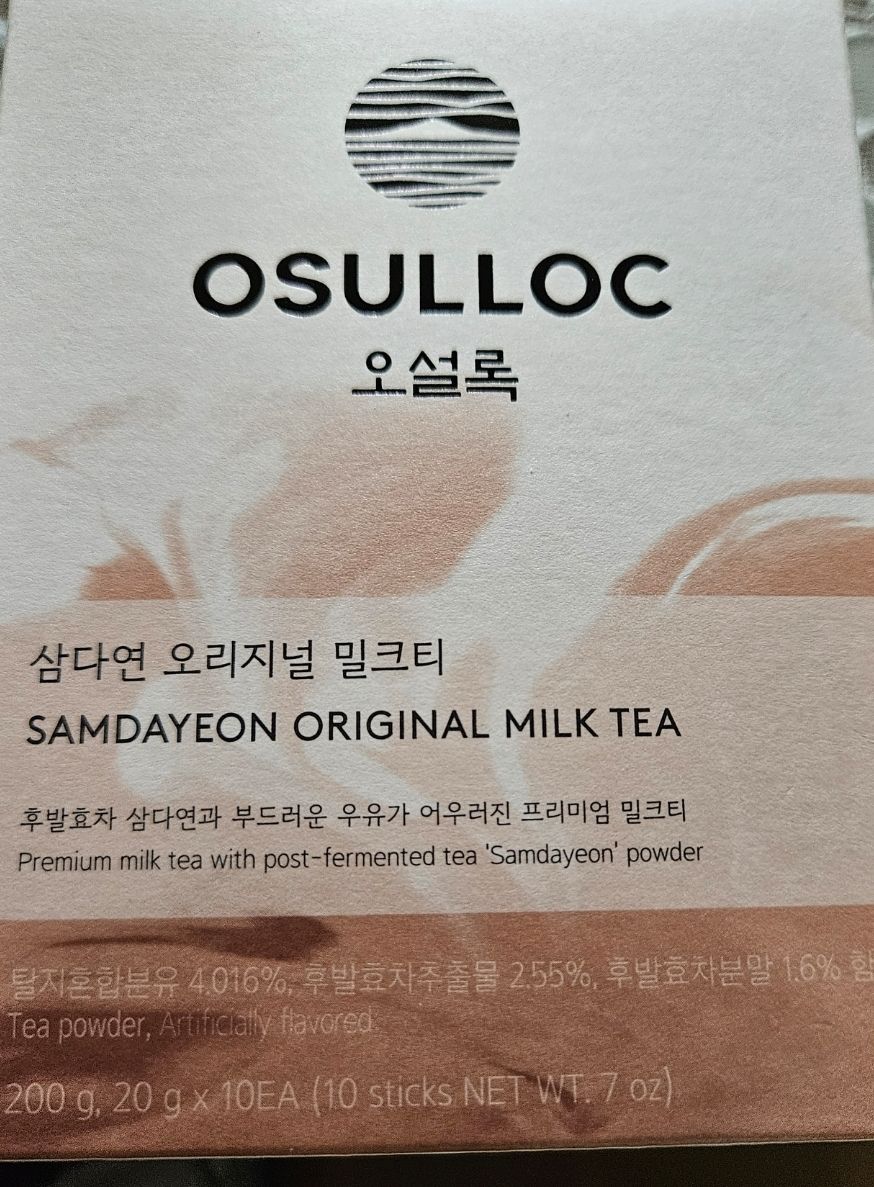 OSULLOC
오설록
삼다연 오리지널 밀크티
SAMDAYEON ORIGINAL MILK TEA
후발효차 삼다연과 부드러운 우유가 어우러진 프리미엄 밀크티
Premium milk tea with post-fermented tea 'Samdayeon' powder
탈지혼합분유 4.016%, 후발효차추출물 2.55%, 후발효차분말 1.6% 함
Tea powder, Artificially flavored.
200 g, 20 g x 10EA (10 sticks NET WT. 7 oz)